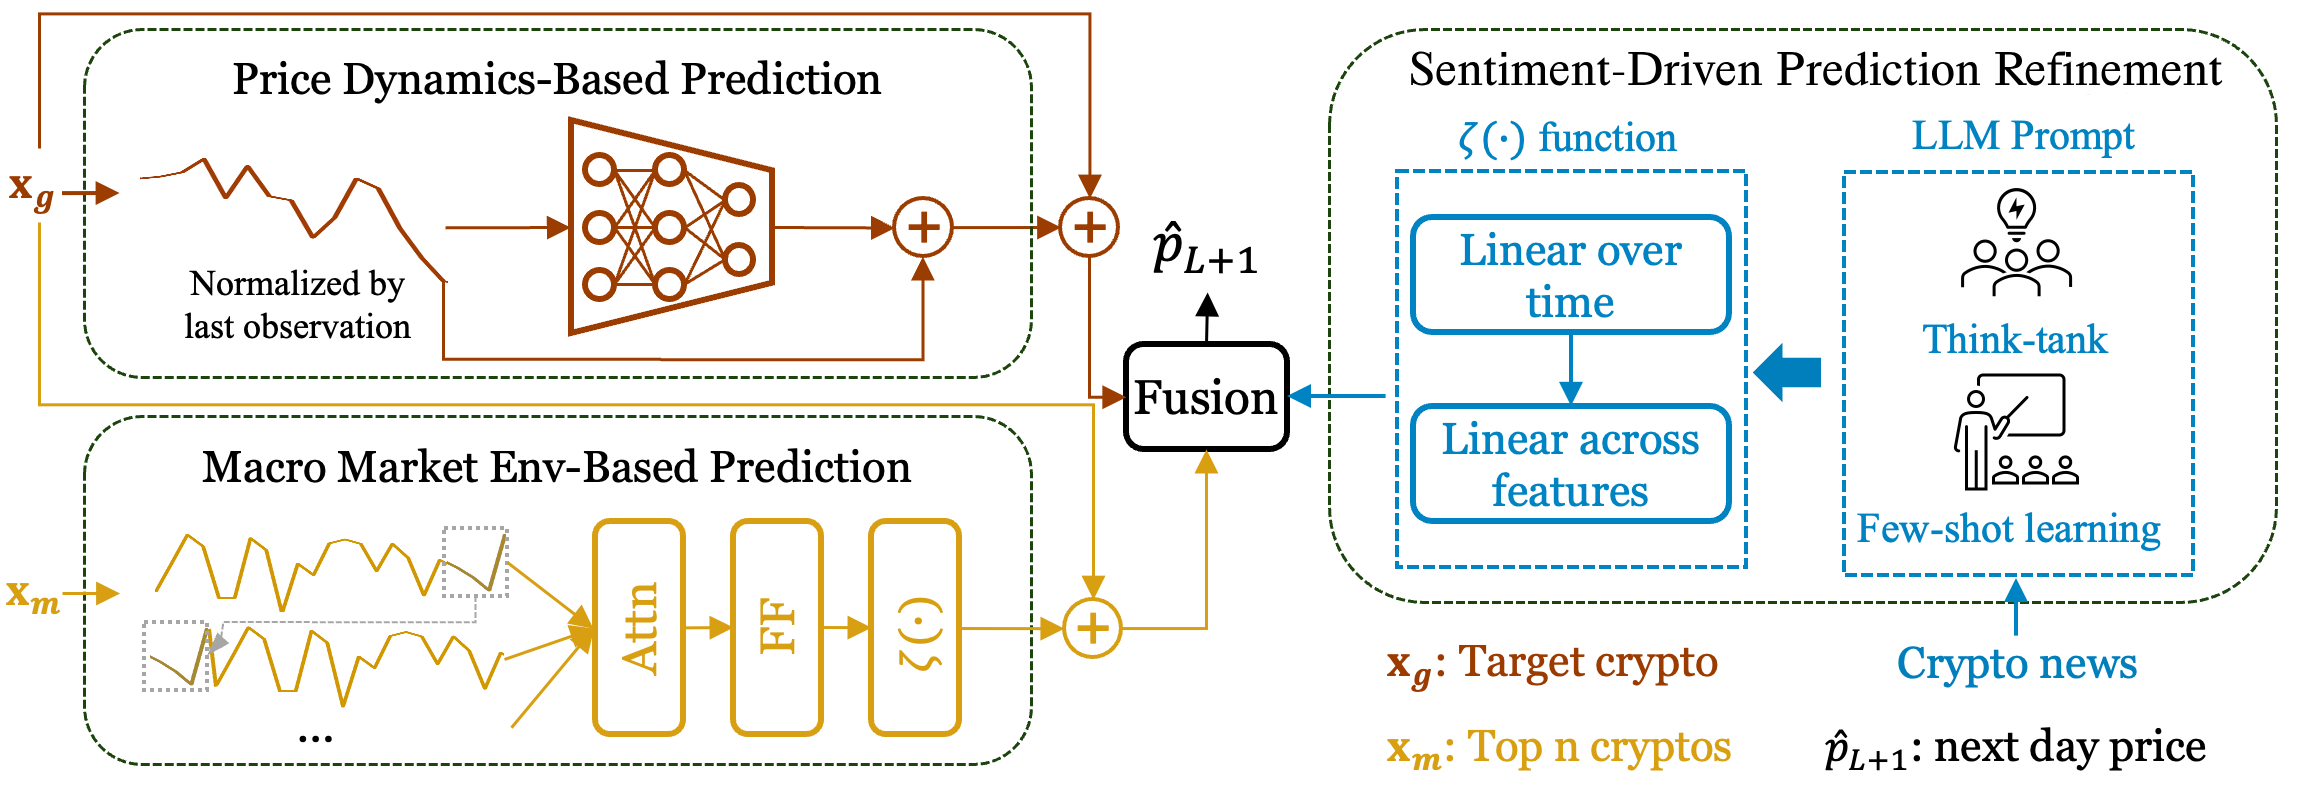 Price Dynamics-Based Prediction
x_g
Normalized by
last observation
+
+
p̂_{L+1}
Fusion
Macro Market Env-Based Prediction
x_m
...
Attn
FF
ζ(·)
+
Sentiment-Driven Prediction Refinement
ζ(·) function
Linear over
time
Linear across
features
LLM Prompt
Think-tank
Few-shot learning
Crypto news
x_g: Target crypto
x_m: Top n cryptos
p̂_{L+1}: next day price